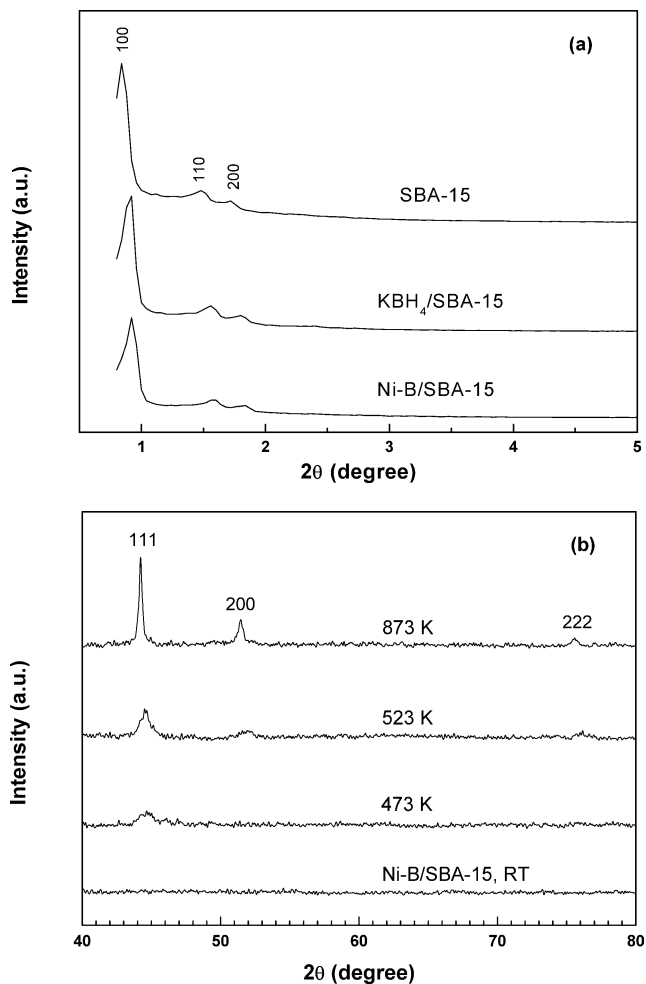 (a)
100
110
200
SBA-15
KBH₄/SBA-15
Ni-B/SBA-15
Intensity (a.u.)
1 2 3 4 5
2θ (degree)
(b)
111
200
222
873 K
523 K
473 K
Ni-B/SBA-15, RT
Intensity (a.u.)
40 50 60 70 80
2θ (degree)